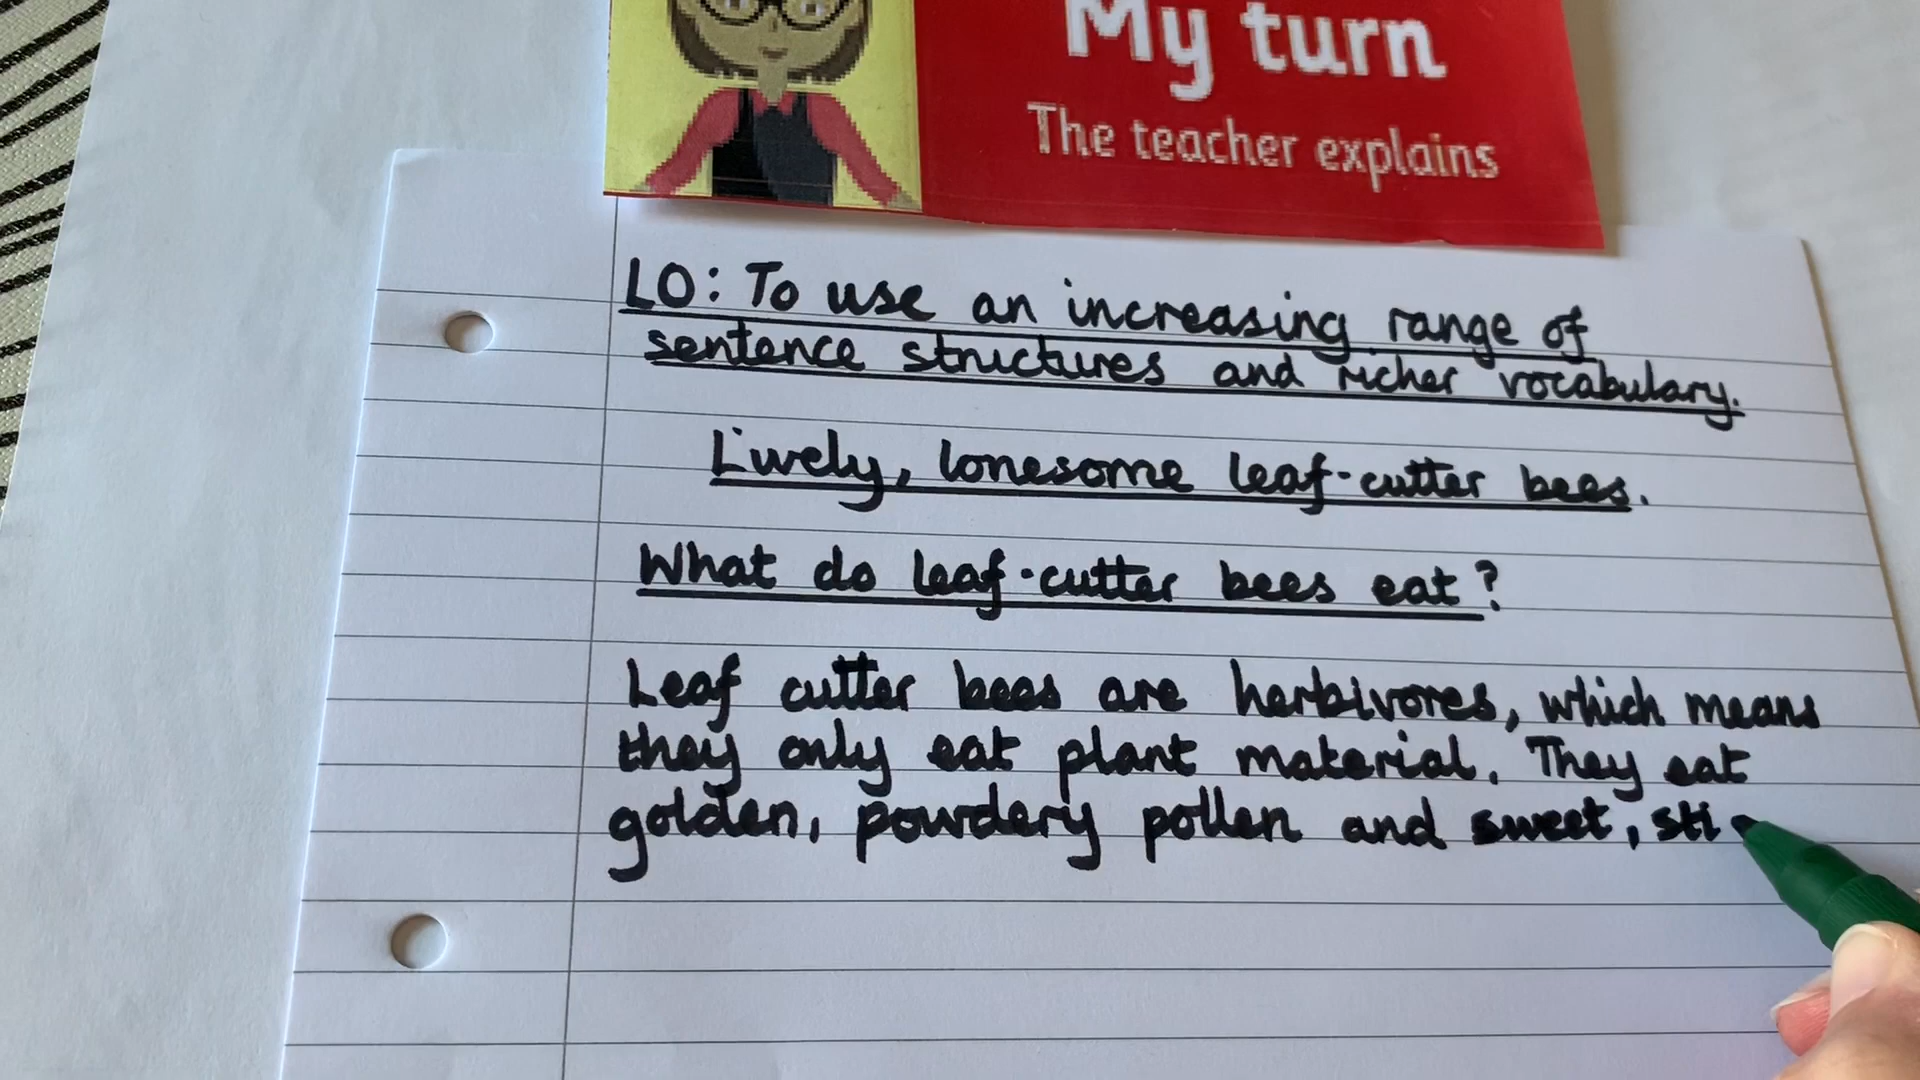 My turn
The teacher explains
LO: To use an increasing range of
sentence structures and richer vocabulary.
Lively, lonesome leaf-cutter bees.
What do leaf-cutter bees eat?
Leaf cutter bees are herbivores, which means
they only eat plant material. They eat
golden, powdery pollen and sweet, sti